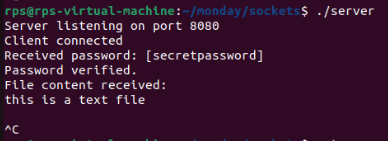 rps@rps-virtual-machine:~/monday/sockets$ ./server
Server listening on port 8080
Client connected
Received password: [secretpassword]
Password verified.
File content received:
this is a text file
^C